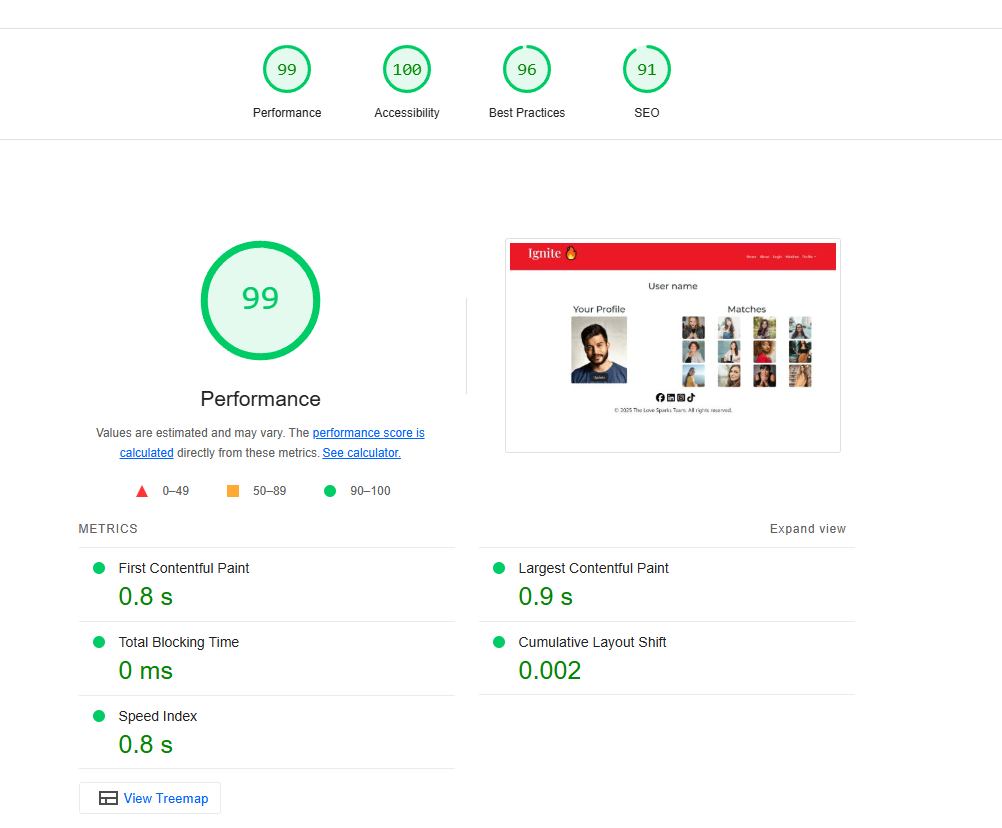 99
100
96
91
Performance
Accessibility
Best Practices
SEO
99
Performance
Values are estimated and may vary. The performance score is
calculated directly from these metrics. See calculator.
0–49
50–89
90–100
Ignite
Home About Login Matches Profile
User name
Your Profile
Matches
© 2025 The Love Sparks Team. All rights reserved.
METRICS
Expand view
First Contentful Paint
0.8 s
Largest Contentful Paint
0.9 s
Total Blocking Time
0 ms
Cumulative Layout Shift
0.002
Speed Index
0.8 s
View Treemap